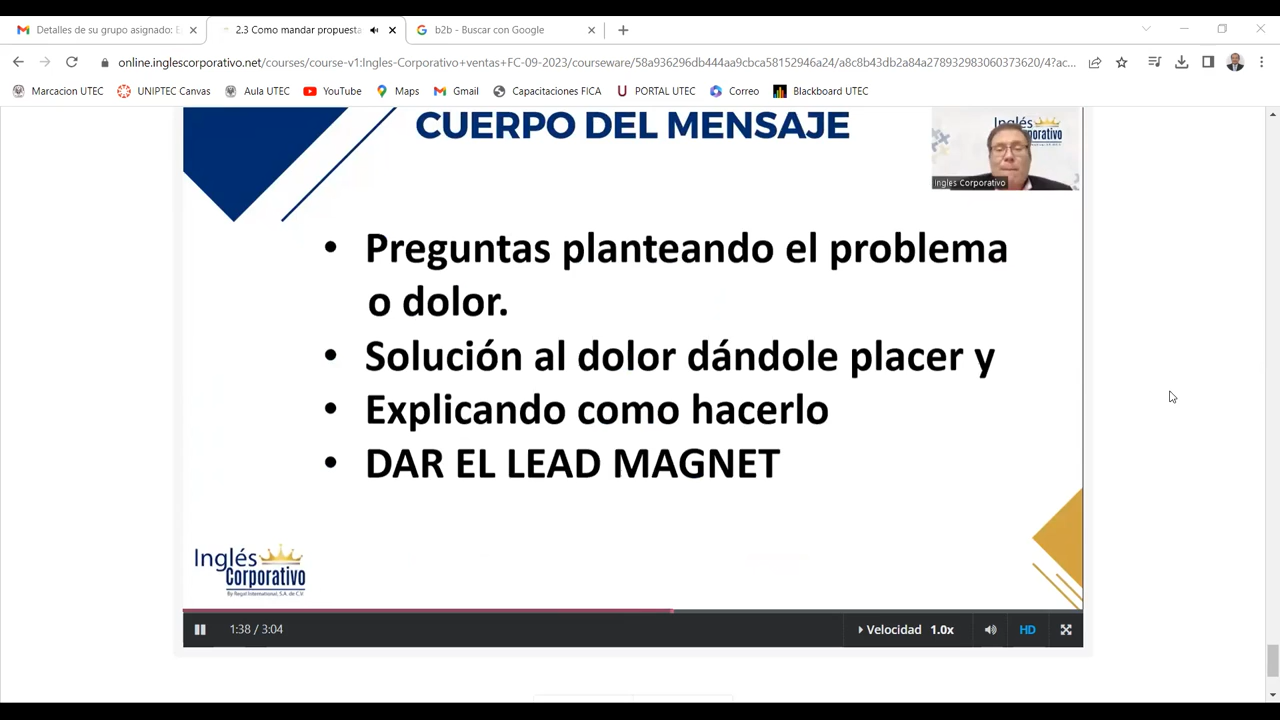 Detalles de su grupo asignado: E
2.3 Como mandar propuesta
b2b - Buscar con Google
online.inglescorporativo.net/courses/course-v1:Ingles-Corporativo+ventas+FC-09-2023/courseware/58a936296db444aa9cbca58152946a24/a8c8b43db2a84a278932983060373620/4?ac...
Marcacion UTEC
UNIPTEC Canvas
Aula UTEC
YouTube
Maps
Gmail
Capacitaciones FICA
PORTAL UTEC
Correo
Blackboard UTEC
CUERPO DEL MENSAJE
Inglés
Ingles Corporativo
• Preguntas planteando el problema
o dolor.
• Solución al dolor dándole placer y
• Explicando como hacerlo
• DAR EL LEAD MAGNET
Inglés
Corporativo
By Regal International, S.A. de C.V.
1:38 / 3:04
Velocidad 1.0x
HD